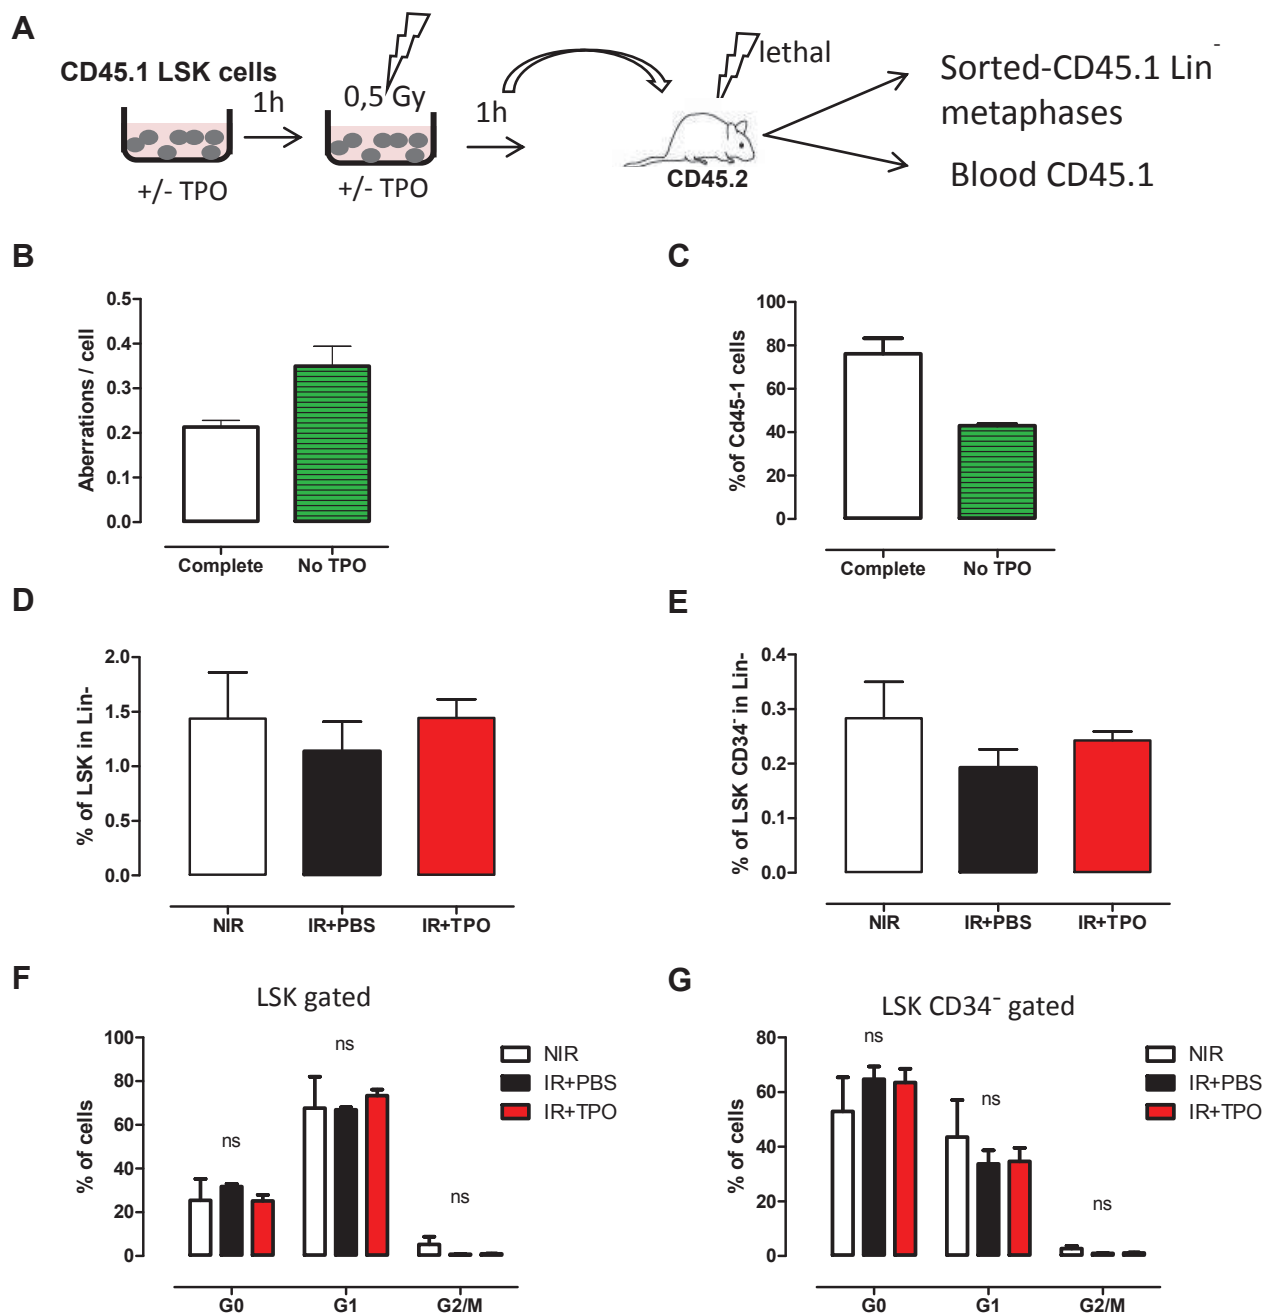 A
CD45.1 LSK cells
1h
0,5 Gy
1h
lethal
+/- TPO
+/- TPO
CD45.2
Sorted-CD45.1 Lin-
metaphases
Blood CD45.1
B
Aberrations / cell
0.5
0.4
0.3
0.2
0.1
0.0
Complete No TPO
C
%of Cd45-1 cells
100
80
60
40
20
0
Complete No TPO
D
% of LSK in Lin-
2.0
1.5
1.0
0.5
0.0
NIR IR+PBS IR+TPO
E
% of LSK CD34- in Lin-
0.4
0.3
0.2
0.1
0.0
NIR IR+PBS IR+TPO
F
LSK gated
% of cells
100
80
60
40
20
0
ns
ns
ns
G0 G1 G2/M
NIR
IR+PBS
IR+TPO
G
LSK CD34- gated
% of cells
80
60
40
20
0
ns
ns
ns
G0 G1 G2/M
NIR
IR+PBS
IR+TPO